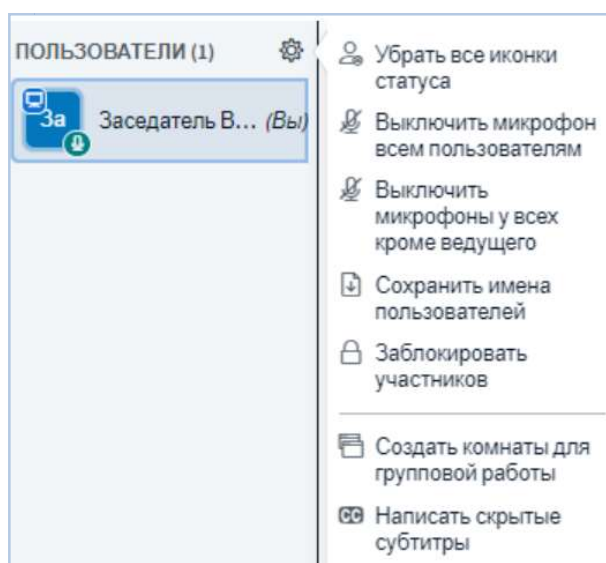 ПОЛЬЗОВАТЕЛИ (1)
За
Заседатель В... (Вы)
Убрать все иконки
статуса
Выключить микрофон
всем пользователям
Выключить
микрофоны у всех
кроме ведущего
Сохранить имена
пользователей
Заблокировать
участников
Создать комнаты для
групповой работы
CC Написать скрытые
субтитры